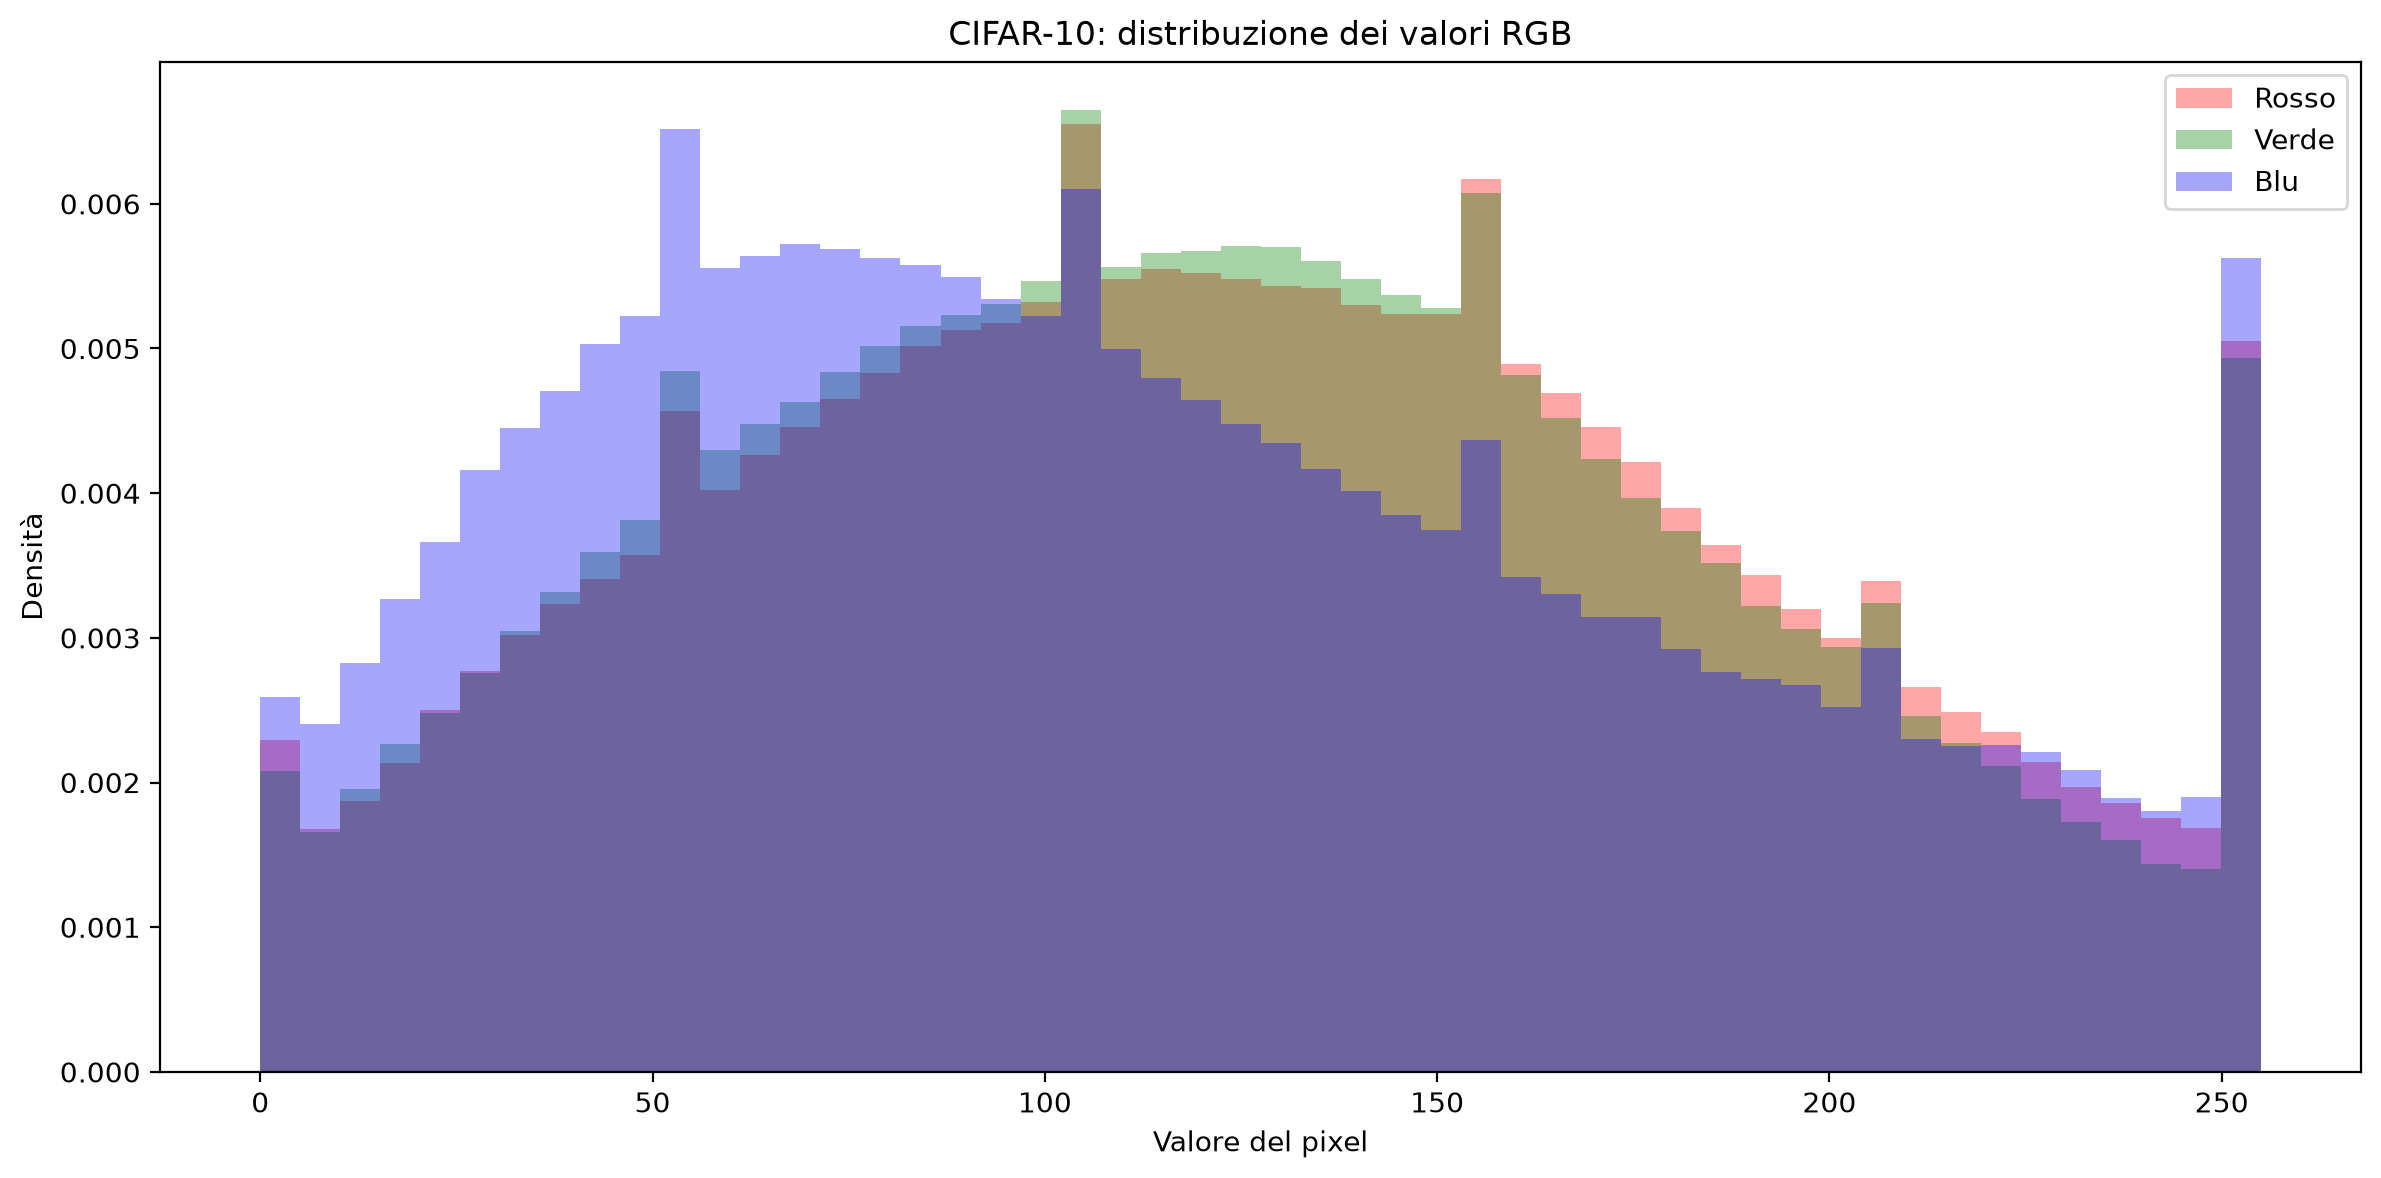 CIFAR-10: distribuzione dei valori RGB
Rosso
Verde
Blu
Densità
0.006
0.005
0.004
0.003
0.002
0.001
0.000
0
50
100
150
200
250
Valore del pixel